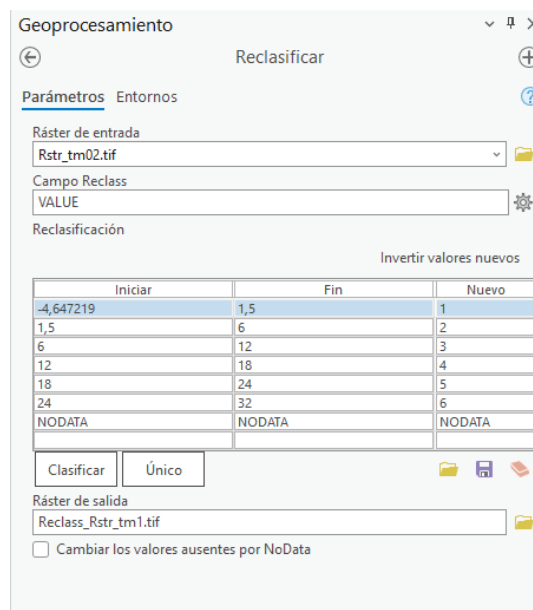 Geoprocesamiento
Reclasificar
Parámetros Entornos
Ráster de entrada
Rstr_tm02.tif
Campo Reclass
VALUE
Reclasificación
Invertir valores nuevos
Iniciar Fin Nuevo
-4,647219 1,5 1
1,5 6 2
6 12 3
12 18 4
18 24 5
24 32 6
NODATA NODATA NODATA
Clasificar Único
Ráster de salida
Reclass_Rstr_tm1.tif
Cambiar los valores ausentes por NoData